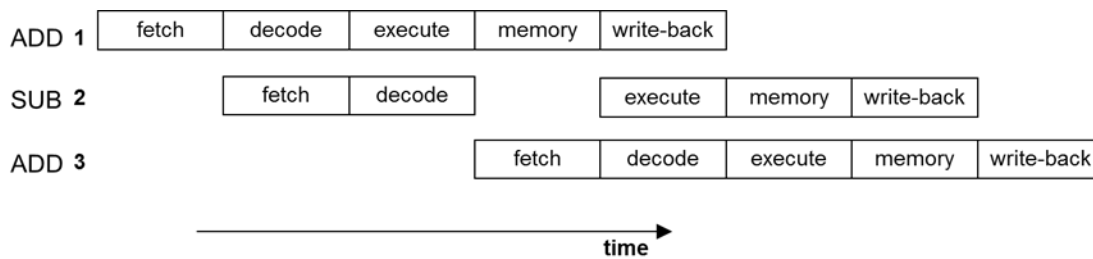 ADD 1 fetch decode execute memory write-back
SUB 2 fetch decode execute memory write-back
ADD 3 fetch decode execute memory write-back
time